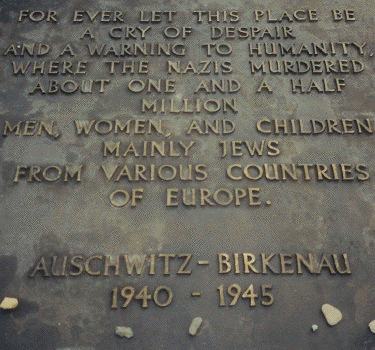 FOR EVER LET THIS PLACE BE
A CRY OF DESPAIR
AND A WARNING TO HUMANITY,
WHERE THE NAZIS MURDERED
ABOUT ONE AND A HALF
MILLION
MEN, WOMEN, AND CHILDREN
MAINLY JEWS
FROM VARIOUS COUNTRIES
OF EUROPE.
AUSCHWITZ - BIRKENAU
1940 - 1945